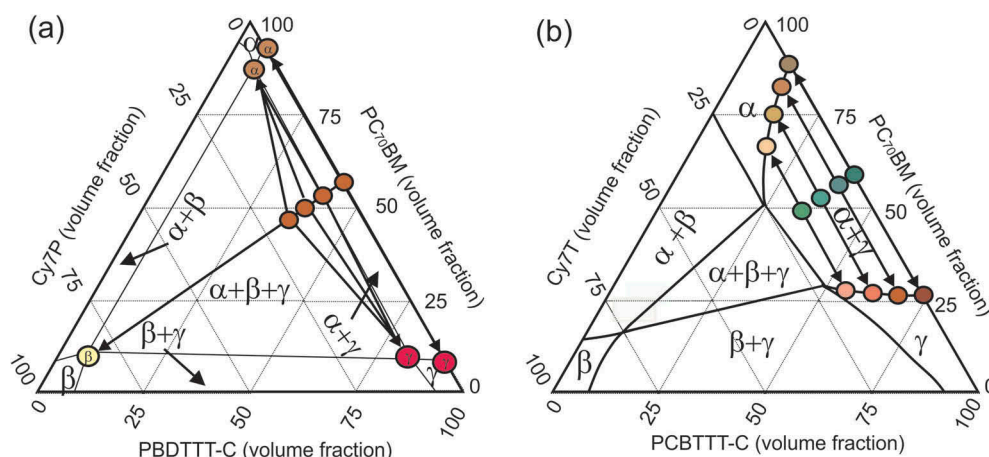 (a)
0
100
α
α
α
25
75
Cy7P (volume fraction)
PC₇₀BM (volume fraction)
50
50
α+β
75
α+β+γ
25
β+γ
α+γ
β
γ
γ
100
β
γ
0
0
25
50
75
100
PBDTTT-C (volume fraction)
(b)
0
100
25
α
75
Cy7T (volume fraction)
PC₇₀BM (volume fraction)
50
50
α+β
α+γ
α+β+γ
75
25
β+γ
γ
β
100
0
0
25
50
75
100
PCBTTT-C (volume fraction)